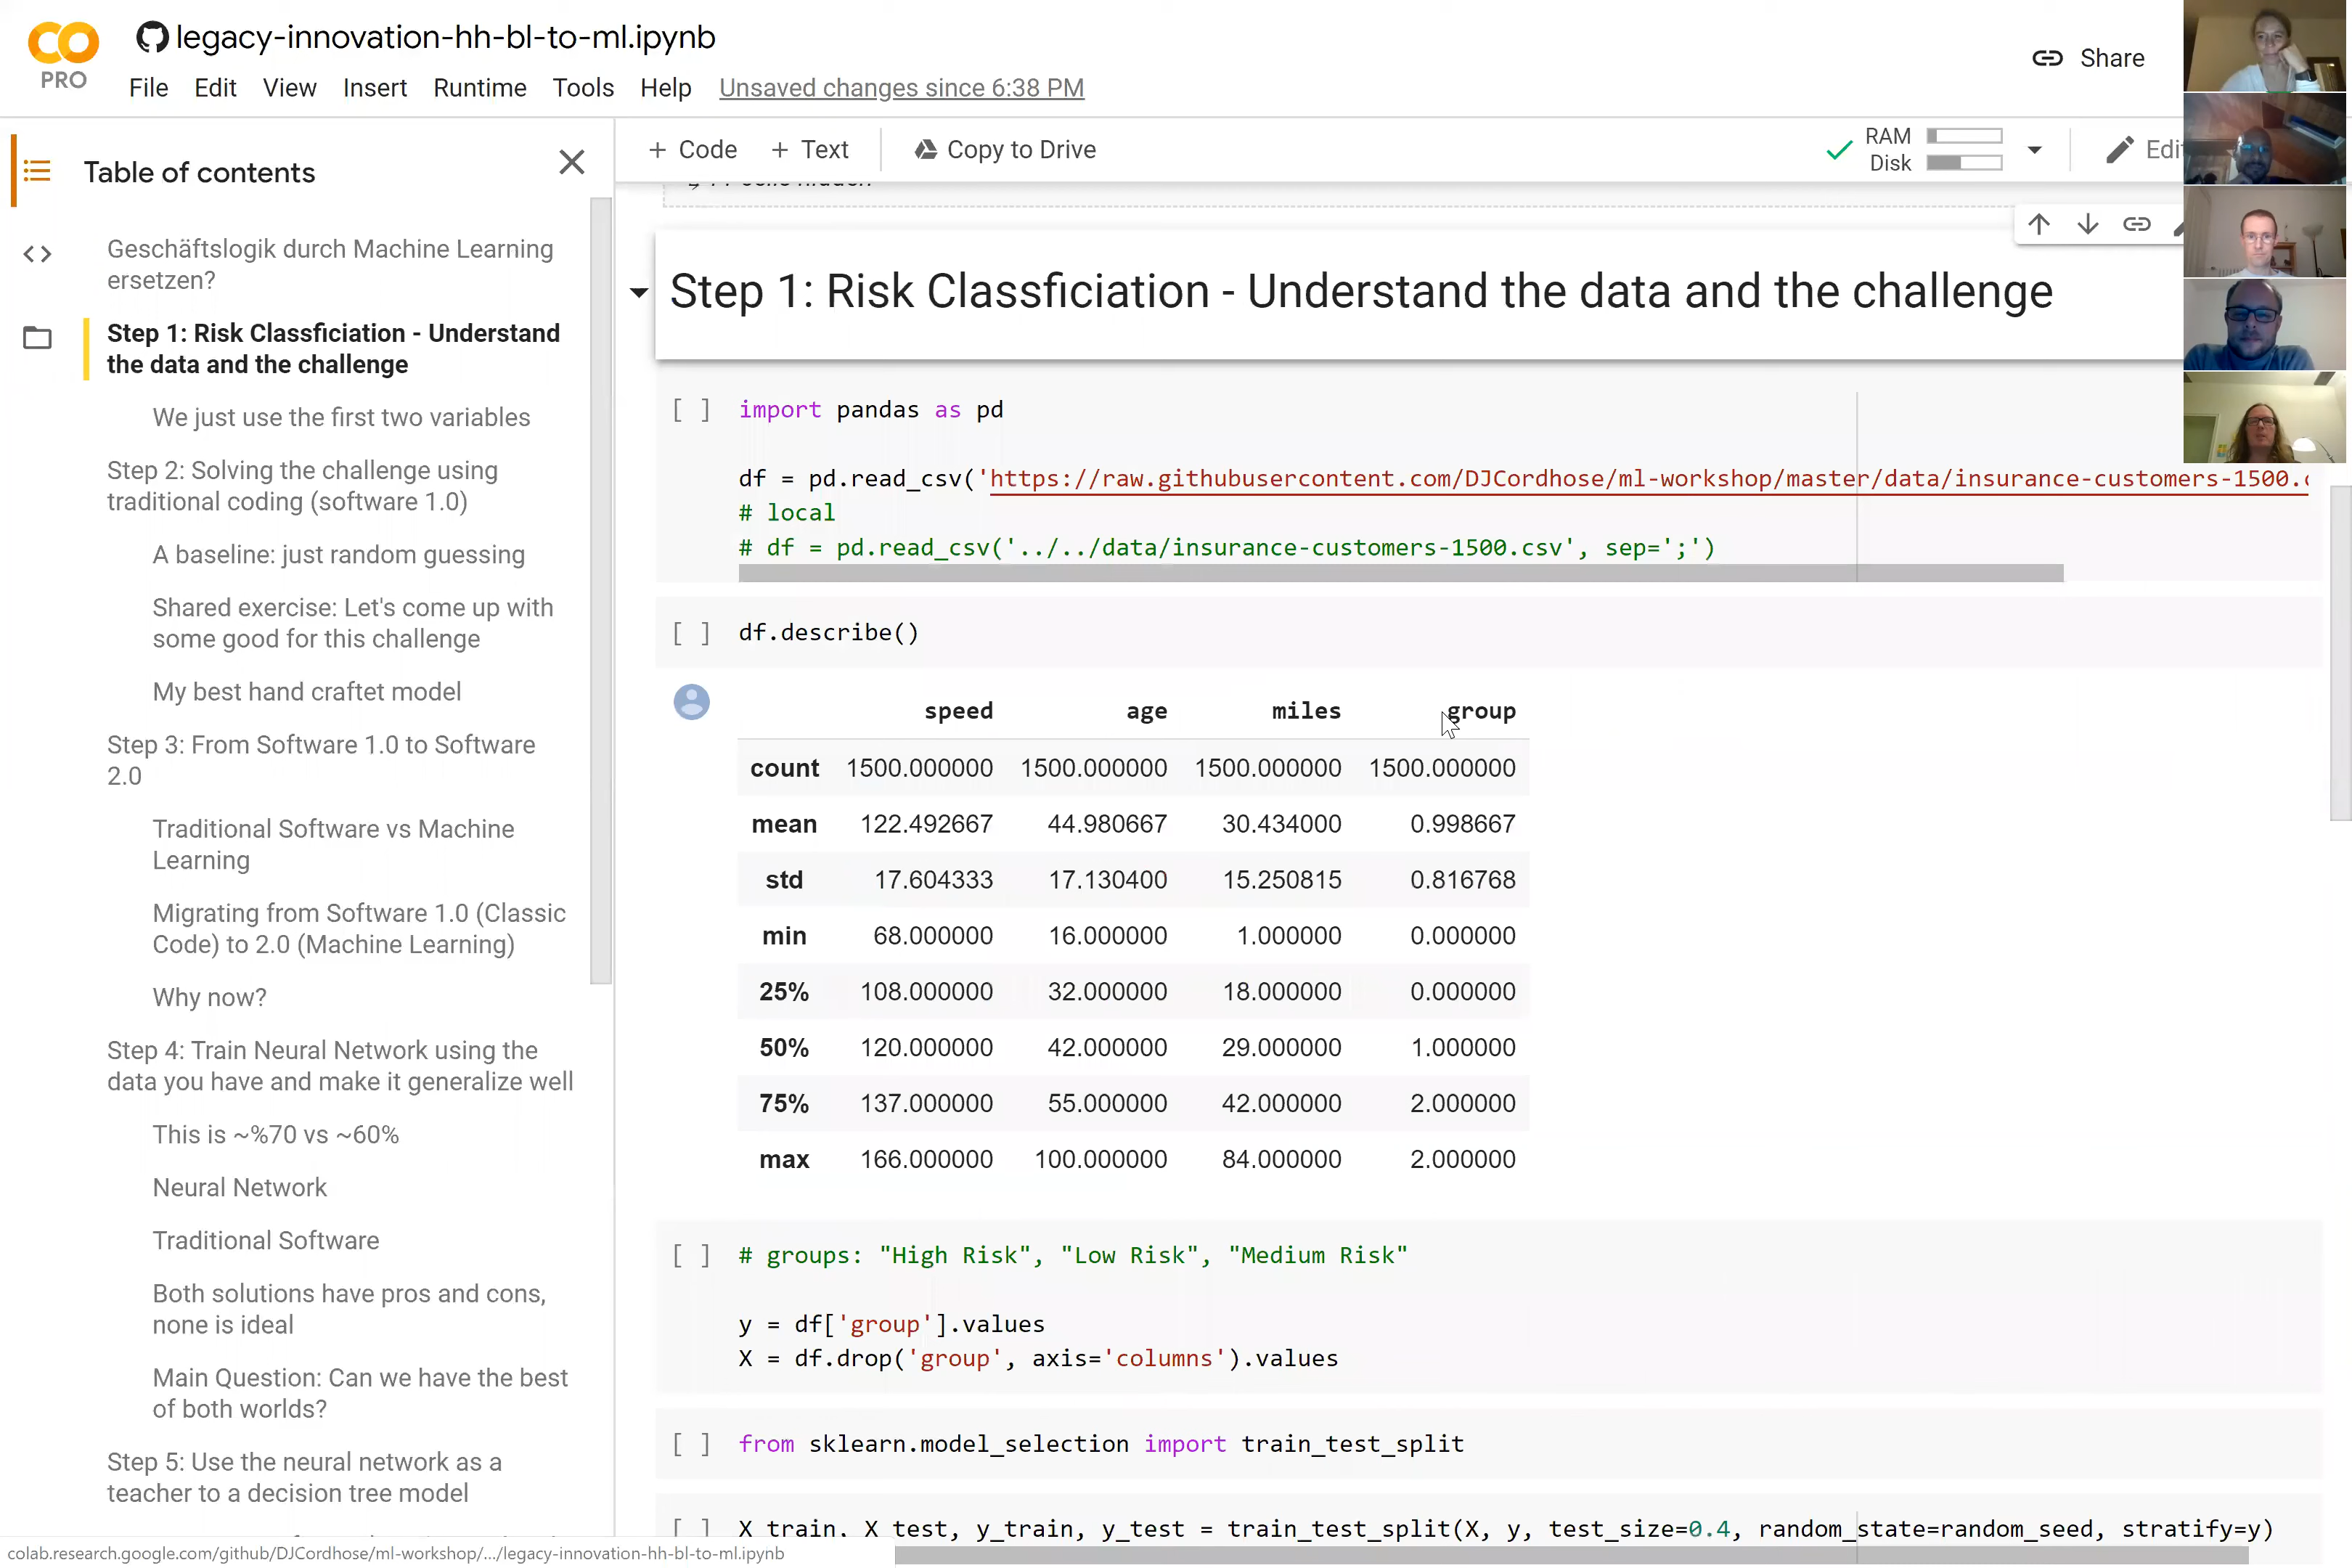 legacy-innovation-hh-bl-to-ml.ipynb
PRO
File Edit View Insert Runtime Tools Help Unsaved changes since 6:38 PM
Share
Table of contents
+ Code + Text Copy to Drive
RAM
Disk
Geschäftslogik durch Machine Learning
ersetzen?
Step 1: Risk Classficiation - Understand
the data and the challenge
We just use the first two variables
Step 2: Solving the challenge using
traditional coding (software 1.0)
A baseline: just random guessing
Shared exercise: Let's come up with
some good for this challenge
My best hand craftet model
Step 3: From Software 1.0 to Software
2.0
Traditional Software vs Machine
Learning
Migrating from Software 1.0 (Classic
Code) to 2.0 (Machine Learning)
Why now?
Step 4: Train Neural Network using the
data you have and make it generalize well
This is ~%70 vs ~60%
Neural Network
Traditional Software
Both solutions have pros and cons,
none is ideal
Main Question: Can we have the best
of both worlds?
Step 5: Use the neural network as a
teacher to a decision tree model
Step 1: Risk Classficiation - Understand the data and the challenge
[ ] import pandas as pd
df = pd.read_csv('https://raw.githubusercontent.com/DJCordhose/ml-workshop/master/data/insurance-customers-1500.c
# local
# df = pd.read_csv('../../data/insurance-customers-1500.csv', sep=';')
[ ] df.describe()
speed age miles group
count 1500.000000 1500.000000 1500.000000 1500.000000
mean 122.492667 44.980667 30.434000 0.998667
std 17.604333 17.130400 15.250815 0.816768
min 68.000000 16.000000 1.000000 0.000000
25% 108.000000 32.000000 18.000000 0.000000
50% 120.000000 42.000000 29.000000 1.000000
75% 137.000000 55.000000 42.000000 2.000000
max 166.000000 100.000000 84.000000 2.000000
[ ] # groups: "High Risk", "Low Risk", "Medium Risk"
y = df['group'].values
X = df.drop('group', axis='columns').values
[ ] from sklearn.model_selection import train_test_split
[ ] X_train, X_test, y_train, y_test = train_test_split(X, y, test_size=0.4, random_state=random_seed, stratify=y)
colab.research.google.com/github/DJCordhose/ml-workshop/.../legacy-innovation-hh-bl-to-ml.ipynb